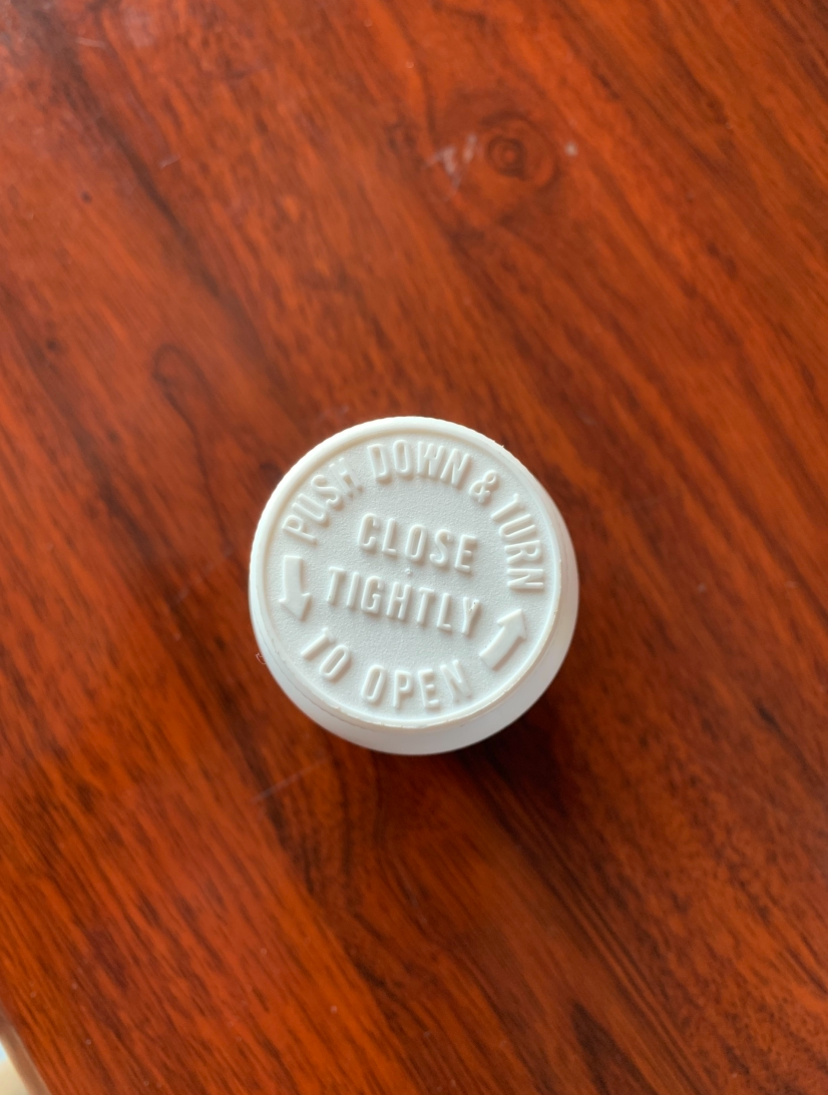 PUSH DOWN & TURN
CLOSE
TIGHTLY
TO OPEN